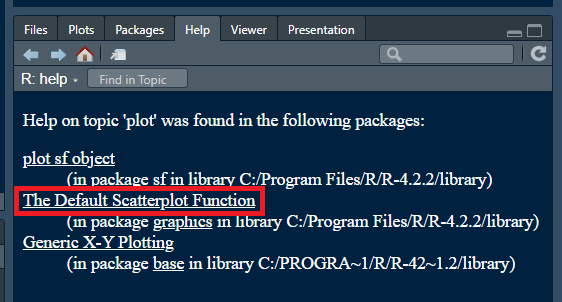 Files Plots Packages Help Viewer Presentation
R: help Find in Topic
Help on topic 'plot' was found in the following packages:
plot sf object
(in package sf in library C:/Program Files/R/R-4.2.2/library)
The Default Scatterplot Function
(in package graphics in library C:/Program Files/R/R-4.2.2/library)
Generic X-Y Plotting
(in package base in library C:/PROGRA~1/R/R-42~1.2/library)